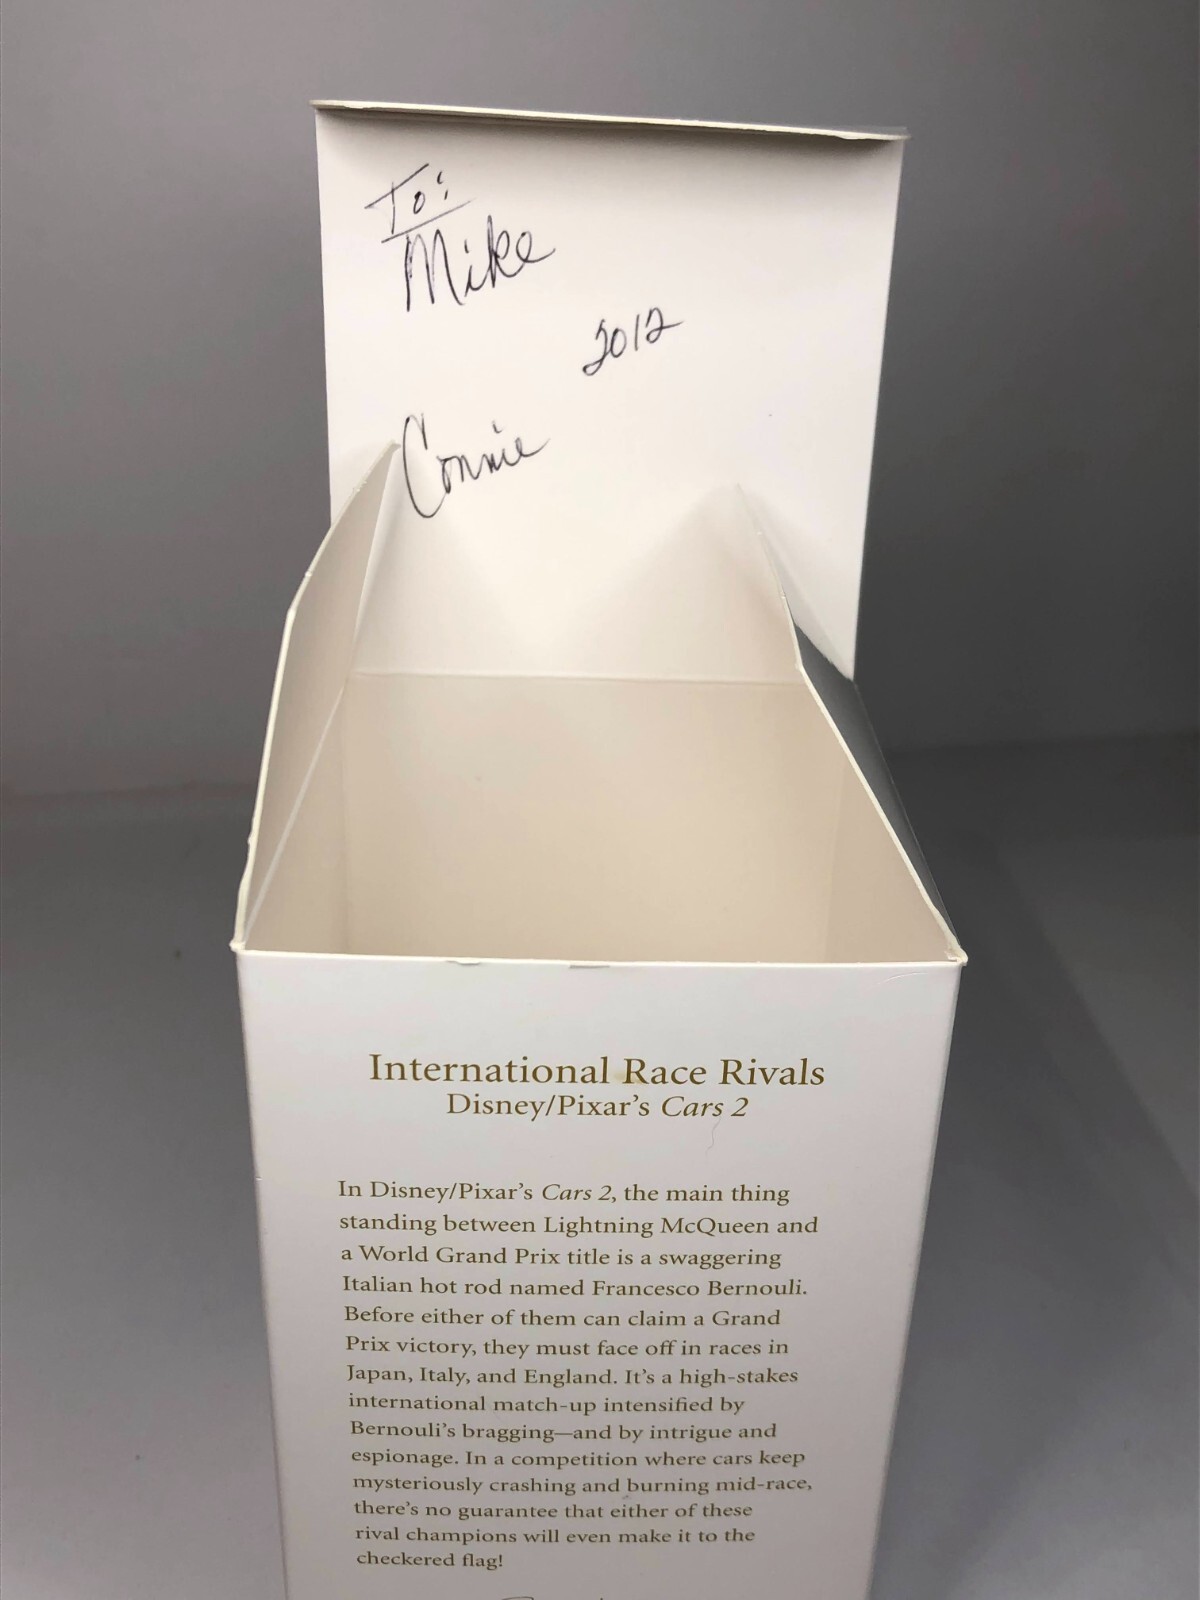 To:
Mike
2012
Connie
International Race Rivals
Disney/Pixar's Cars 2
In Disney/Pixar's Cars 2, the main thing
standing between Lightning McQueen and
a World Grand Prix title is a swaggering
Italian hot rod named Francesco Bernouli.
Before either of them can claim a Grand
Prix victory, they must face off in races in
Japan, Italy, and England. It's a high-stakes
international match-up intensified by
Bernouli's bragging—and by intrigue and
espionage. In a competition where cars keep
mysteriously crashing and burning mid-race,
there's no guarantee that either of these
rival champions will even make it to the
checkered flag!